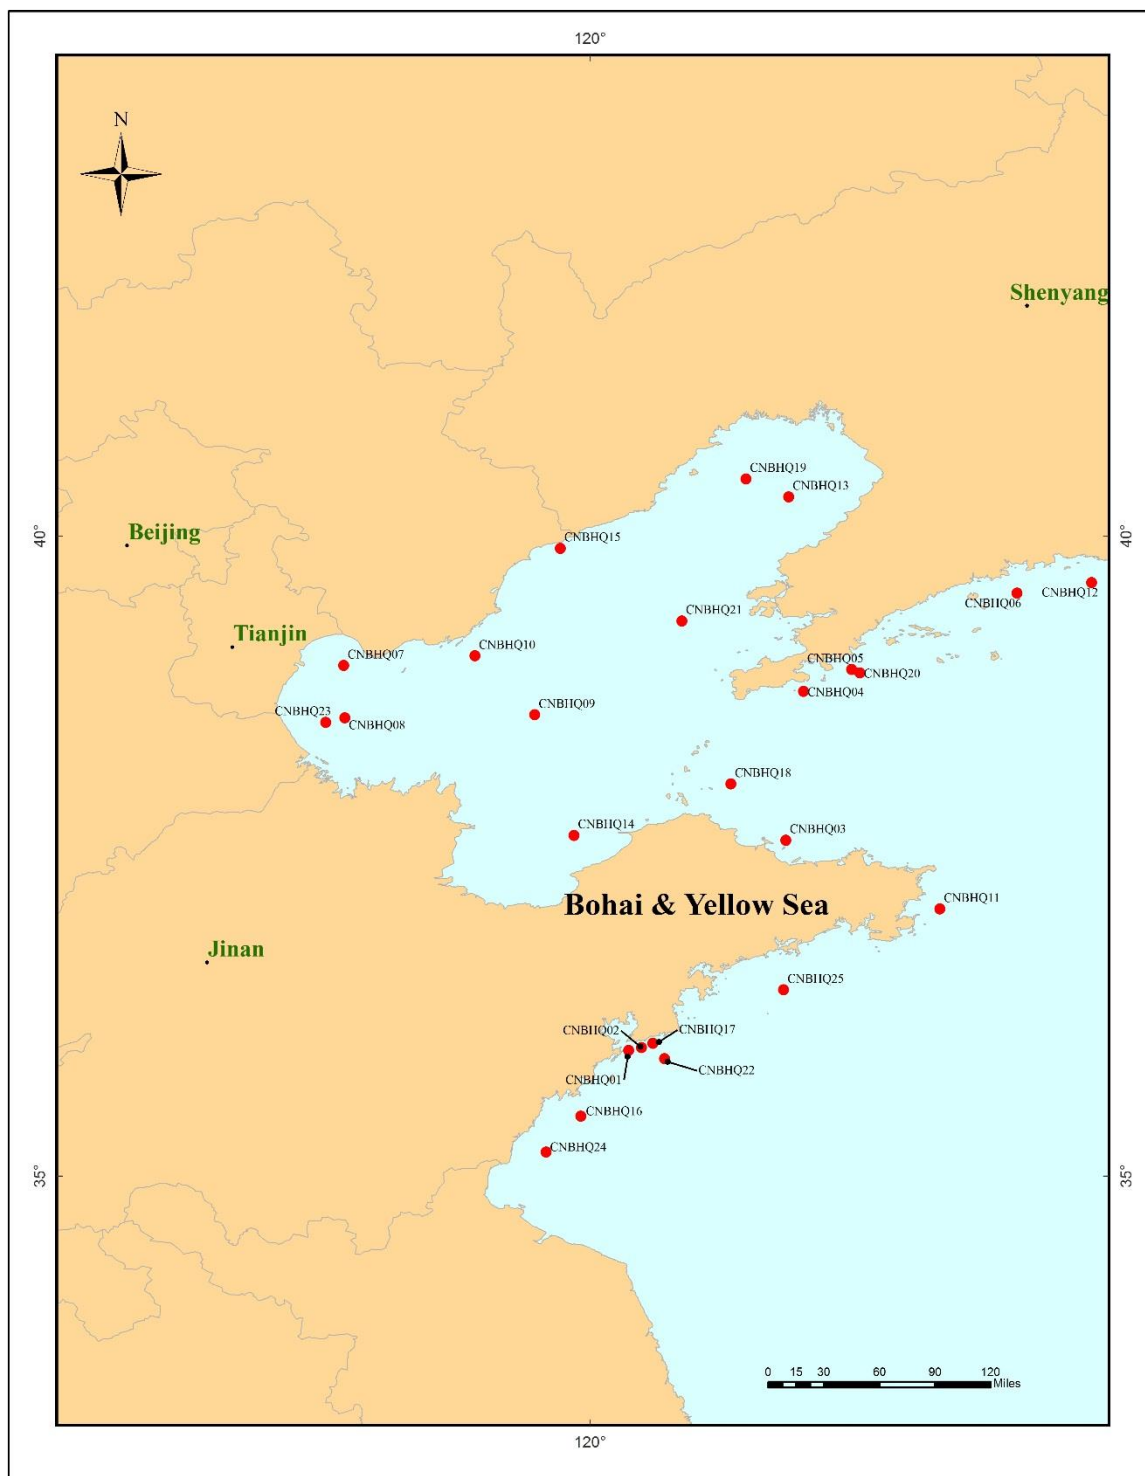 120°
N
Shenyang
CNBHQ19
CNBHQ13
40°
Beijing
CNBHQ15
40°
CNBHQ06
CNBHQ12
CNBHQ21
Tianjin
CNBHQ10
CNBHQ07
CNBHQ05
CNBHQ20
CNBHQ04
CNBHQ23
CNBHQ08
CNBHQ09
CNBHQ18
CNBHQ14
CNBHQ03
Bohai & Yellow Sea
CNBHQ11
Jinan
CNBHQ25
CNBHQ02
CNBHQ17
CNBHQ01
CNBHQ22
CNBHQ16
CNBHQ24
35°
35°
0 15 30 60 90 120
Miles
120°